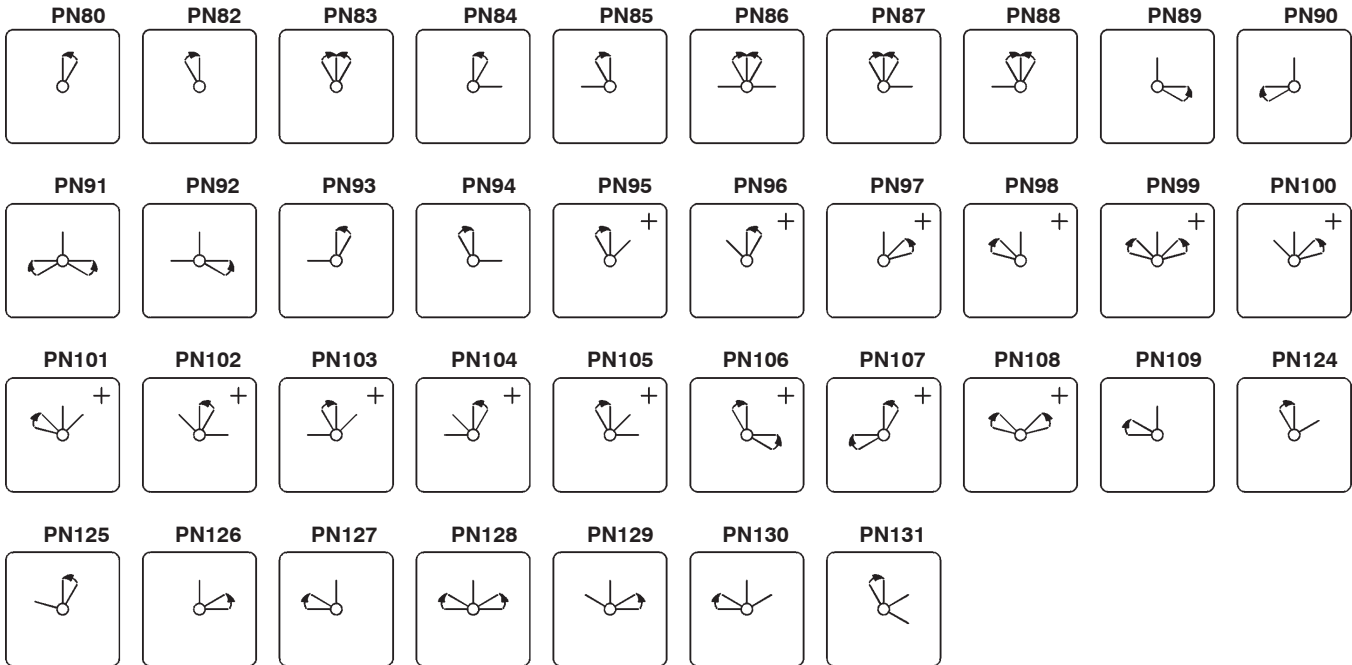 PN80 PN82 PN83 PN84 PN85 PN86 PN87 PN88 PN89 PN90
PN91 PN92 PN93 PN94 PN95 PN96 PN97 PN98 PN99 PN100
+ + + + + +
PN101 PN102 PN103 PN104 PN105 PN106 PN107 PN108 PN109 PN124
+ + + + + + + +
PN125 PN126 PN127 PN128 PN129 PN130 PN131